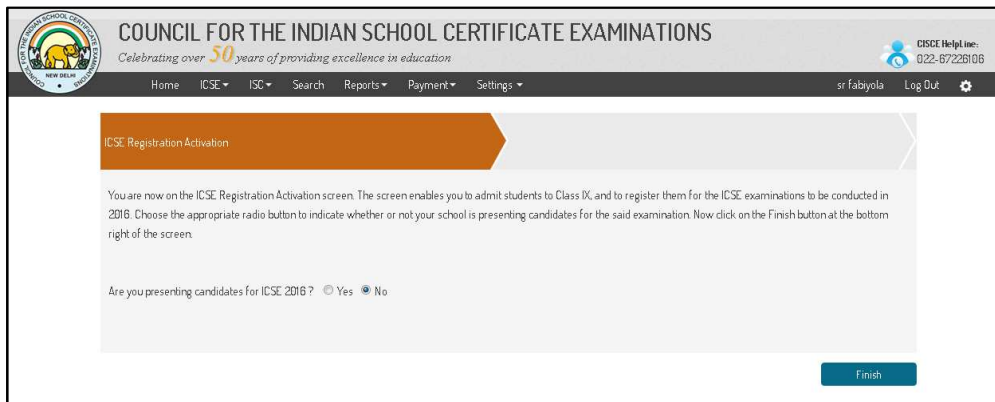 COUNCIL FOR THE INDIAN SCHOOL CERTIFICATE EXAMINATIONS
Celebrating over 50 years of providing excellence in education
NEW DELHI
CISCE HelpLine:
022-67226106
Home ICSE ISC Search Reports Payment Settings sr fabiyola Log Out
ICSE Registration Activation
You are now on the ICSE Registration Activation screen. The screen enables you to admit students to Class IX, and to register them for the ICSE examinations to be conducted in
2016. Choose the appropriate radio button to indicate whether or not your school is presenting candidates for the said examination. Now click on the Finish button at the bottom
right of the screen.
Are you presenting candidates for ICSE 2016 ? Yes No
Finish